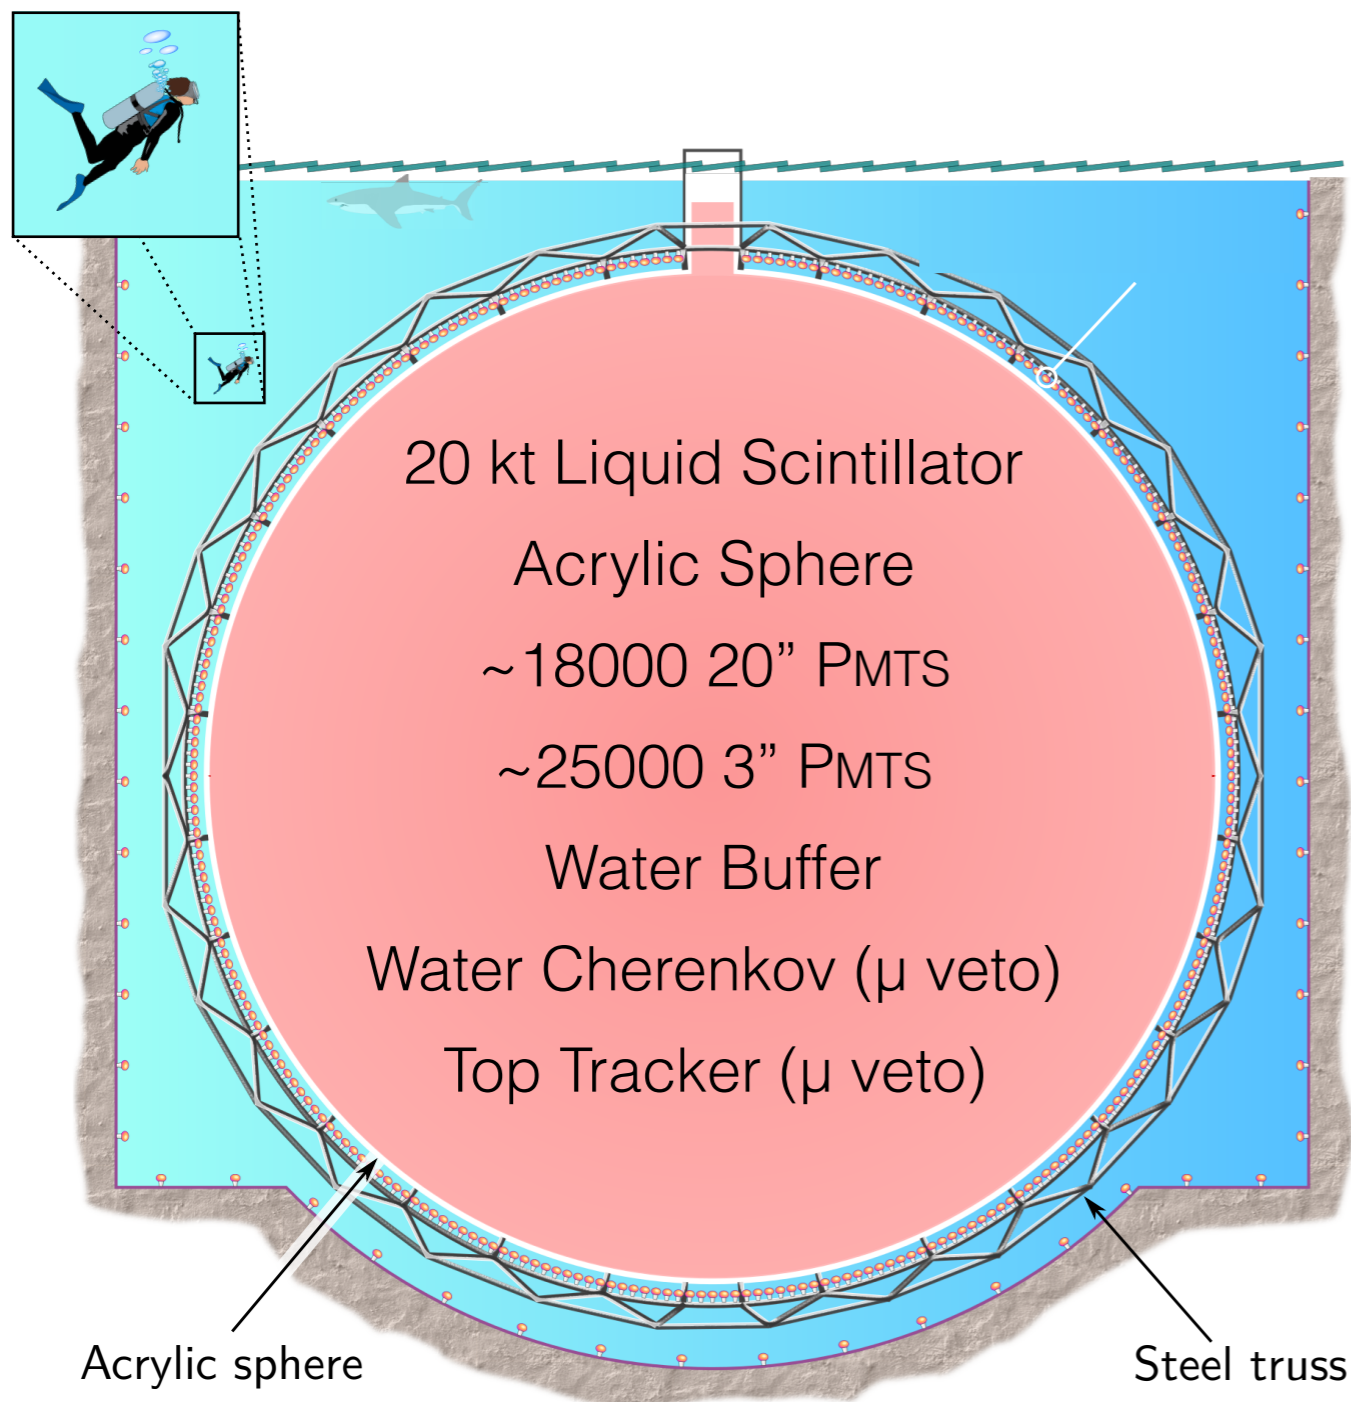 20 kt Liquid Scintillator
Acrylic Sphere
~18000 20” PMTS
~25000 3” PMTS
Water Buffer
Water Cherenkov (μ veto)
Top Tracker (μ veto)
Acrylic sphere
Steel truss